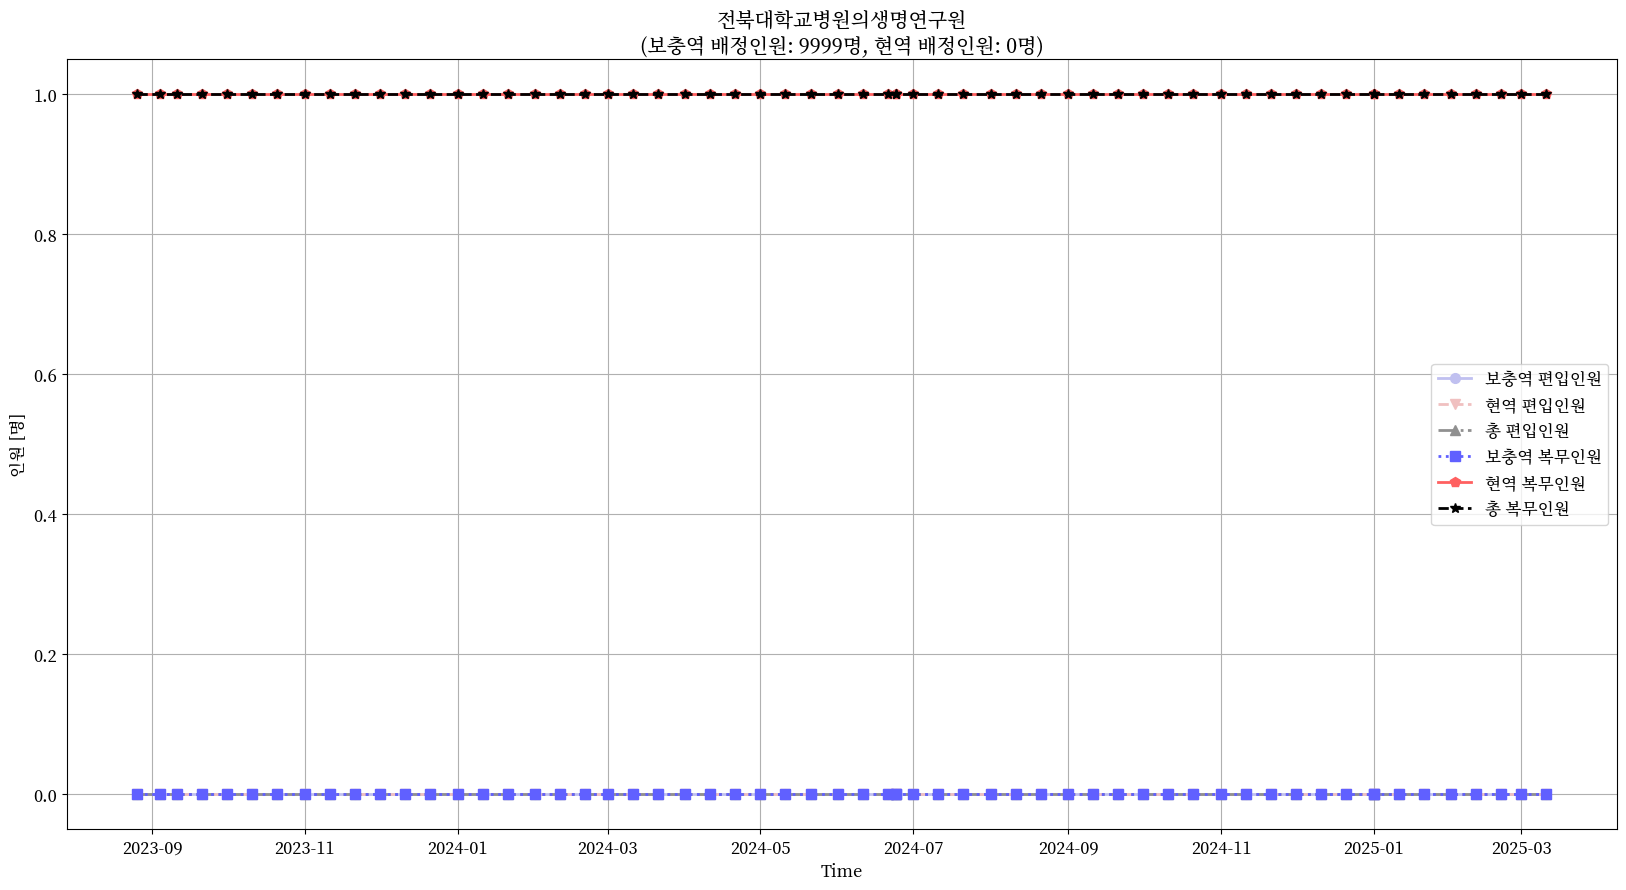 전북대학교병원의생명연구원
(보충역 배정인원: 9999명, 현역 배정인원: 0명)
인원 [명]
1.0
0.8
0.6
0.4
0.2
0.0
보충역 편입인원
현역 편입인원
총 편입인원
보충역 복무인원
현역 복무인원
총 복무인원
2023-09
2023-11
2024-01
2024-03
2024-05
2024-07
2024-09
2024-11
2025-01
2025-03
Time